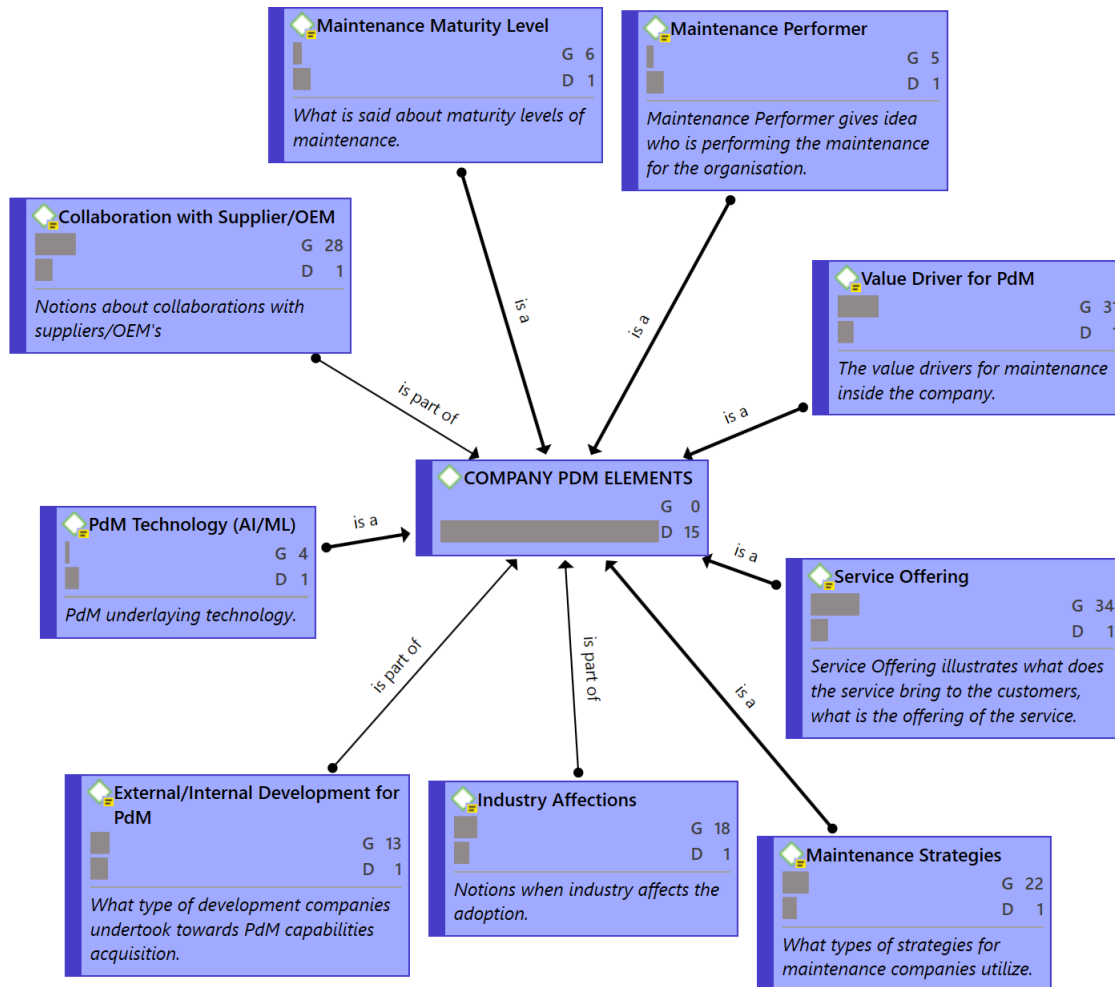 Maintenance Maturity Level
G 6
D 1
What is said about maturity levels of
maintenance.
Maintenance Performer
G 5
D 1
Maintenance Performer gives idea
who is performing the maintenance
for the organisation.
Collaboration with Supplier/OEM
G 28
D 1
Notions about collaborations with
suppliers/OEM's
Value Driver for PdM
G 31
D 1
The value drivers for maintenance
inside the company.
is a
is a
is part of
is a
COMPANY PDM ELEMENTS
G 0
D 15
PdM Technology (AI/ML)
G 4
D 1
PdM underlaying technology.
is a
is a
Service Offering
G 34
D 1
Service Offering illustrates what does
the service bring to the customers,
what is the offering of the service.
is part of
is part of
is a
External/Internal Development for
PdM
G 13
D 1
What type of development companies
undertook towards PdM capabilities
acquisition.
Industry Affections
G 18
D 1
Notions when industry affects the
adoption.
Maintenance Strategies
G 22
D 1
What types of strategies for
maintenance companies utilize.